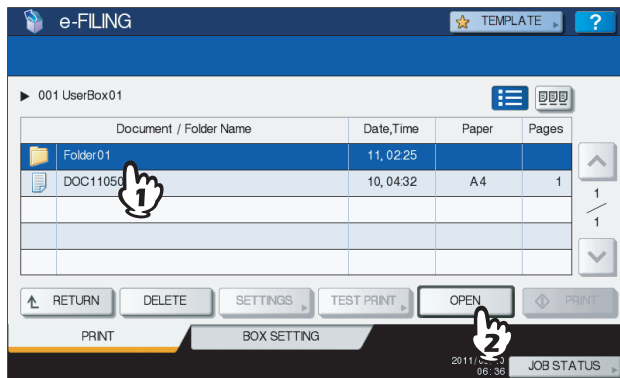 e-FILING
TEMPLATE ?
001 UserBox01
Document / Folder Name Date,Time Paper Pages
Folder01 11, 02:25
DOC11050 10, 04:32 A4 1
1
1
1
RETURN DELETE SETTINGS TEST PRINT OPEN PRINT
2
PRINT BOX SETTING
2011/
06:36 JOB STATUS